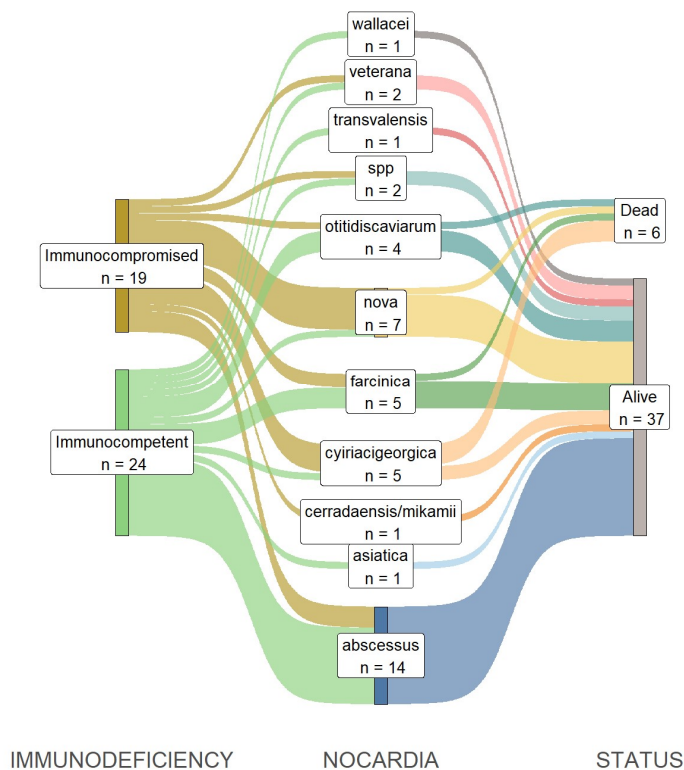 wallacei
n = 1
veterana
n = 2
transvalensis
n = 1
spp
n = 2
Dead
n = 6
otitidiscaviarum
n = 4
Immunocompromised
n = 19
nova
n = 7
farcinica
n = 5
Alive
n = 37
Immunocompetent
n = 24
cyiriacigeorgica
n = 5
cerradaensis/mikamii
n = 1
asiatica
n = 1
abscessus
n = 14
IMMUNODEFICIENCY NOCARDIA STATUS